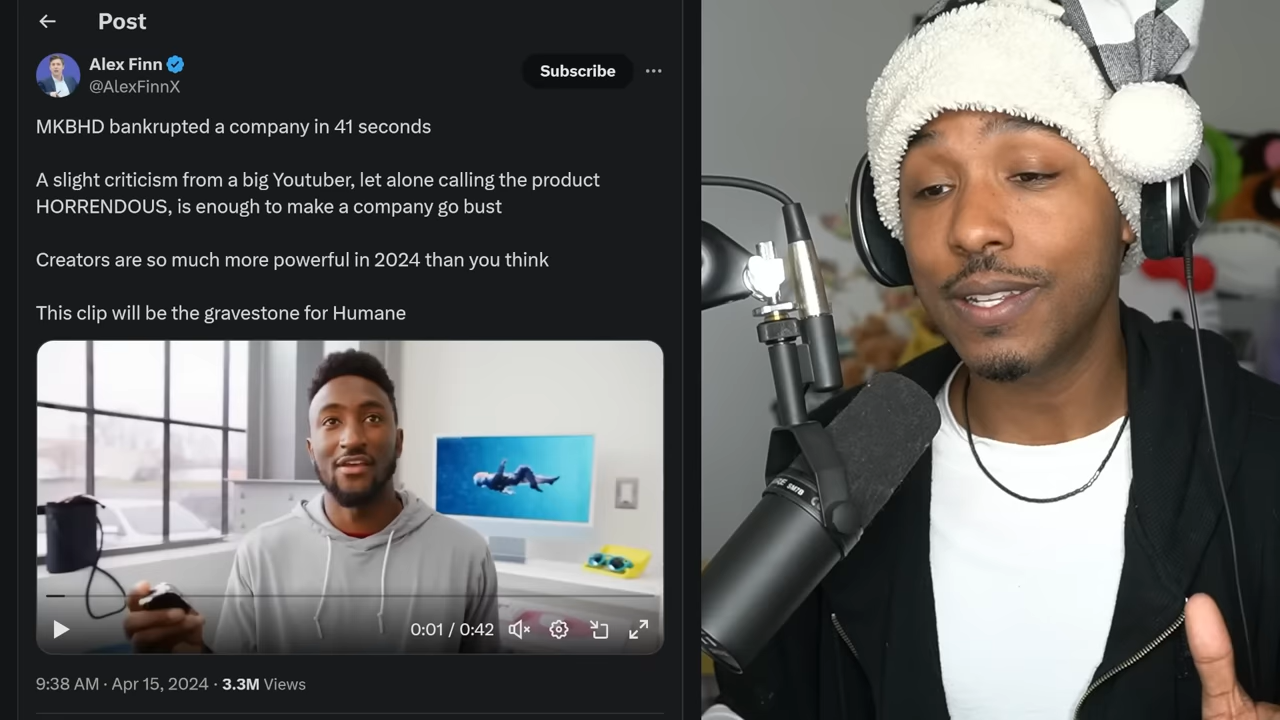 Post
Alex Finn
@AlexFinnX
Subscribe
MKBHD bankrupted a company in 41 seconds
A slight criticism from a big Youtuber, let alone calling the product
HORRENDOUS, is enough to make a company go bust
Creators are so much more powerful in 2024 than you think
This clip will be the gravestone for Humane
0:01 / 0:42
9:38 AM · Apr 15, 2024 · 3.3M Views
SM7B